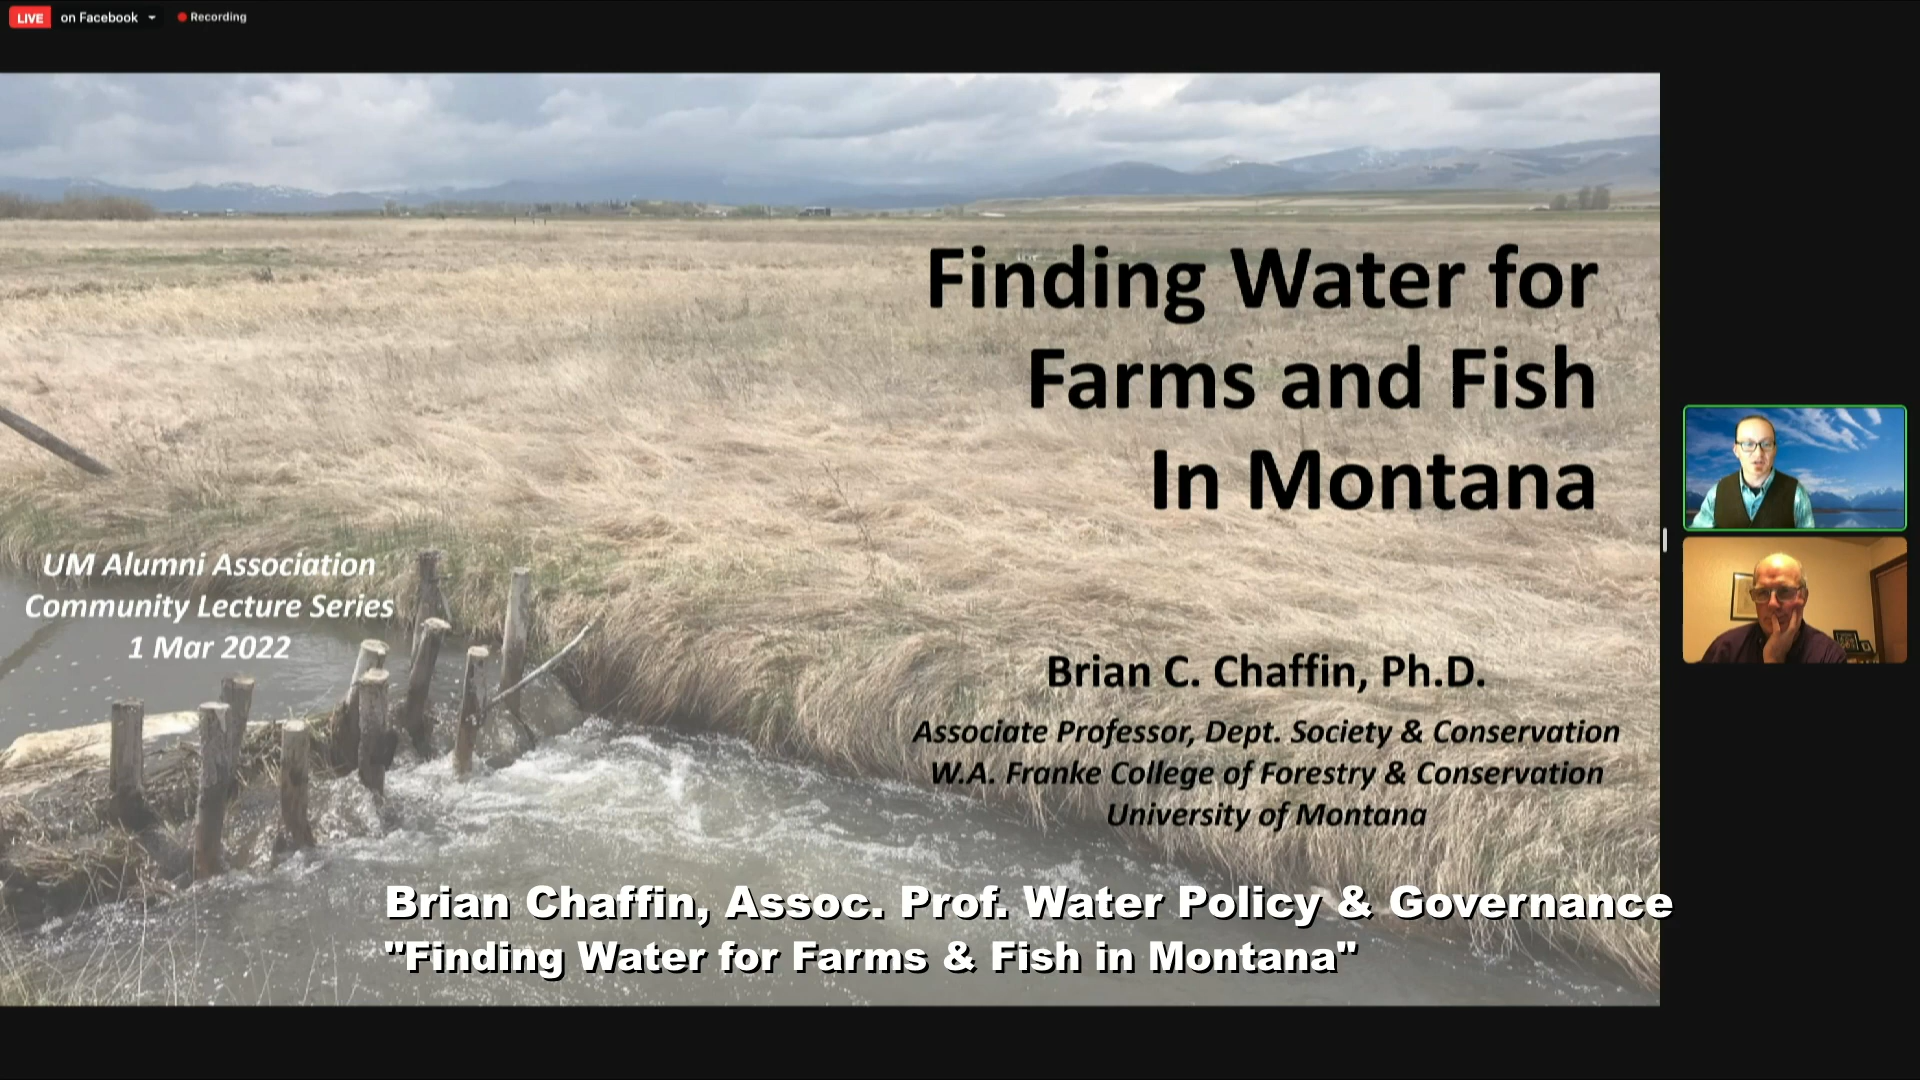 LIVE on Facebook Recording
Finding Water for
Farms and Fish
In Montana
UM Alumni Association
Community Lecture Series
1 Mar 2022
Brian C. Chaffin, Ph.D.
Associate Professor, Dept. Society & Conservation
W.A. Franke College of Forestry & Conservation
University of Montana
Brian Chaffin, Assoc. Prof. Water Policy & Governance
"Finding Water for Farms & Fish in Montana"